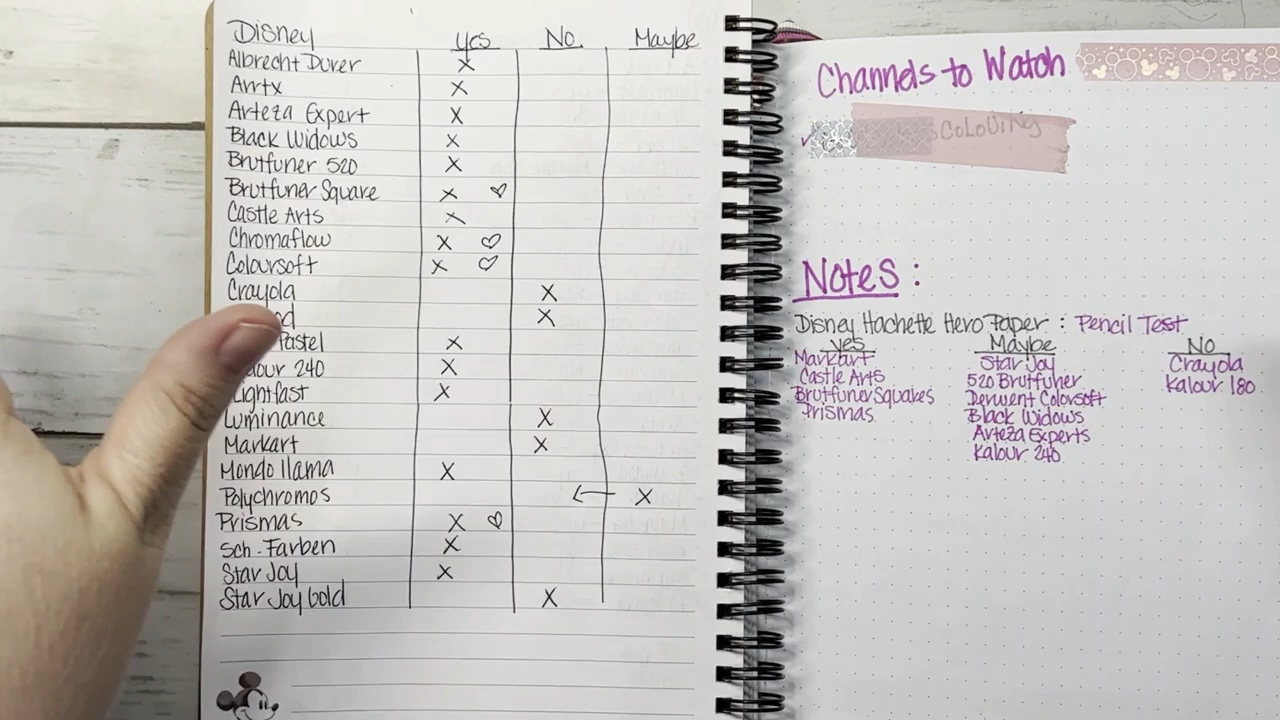 Disney yes No. Maybe
Albrecht Durer X
Arrtx X
Arteza Expert X
Black Widows X
Brutfuner 520 X
Brutfuner Square X ♡
Castle Arts X
Chromaflow X ♡
Coloursoft X ♡
Crayola X
X
Pastel X
240 X
Lightfast X
Luminance X
Markart X
Mondo llama X
Polychromos ← X
Prismas X ♡
Sch. Farben X
Star Joy X
Star Joy bold X
Channels to Watch
✓ Colouring
Notes :
Disney Hachette Hero Paper : Pencil Test
yes Maybe No
Markart Star Joy Crayola
Castle Arts 520 Brutfuner Kalour 180
Brutfuner Squares Derwent Colorsoft
Prismas Black Widows
Arteza Experts
Kalour 240